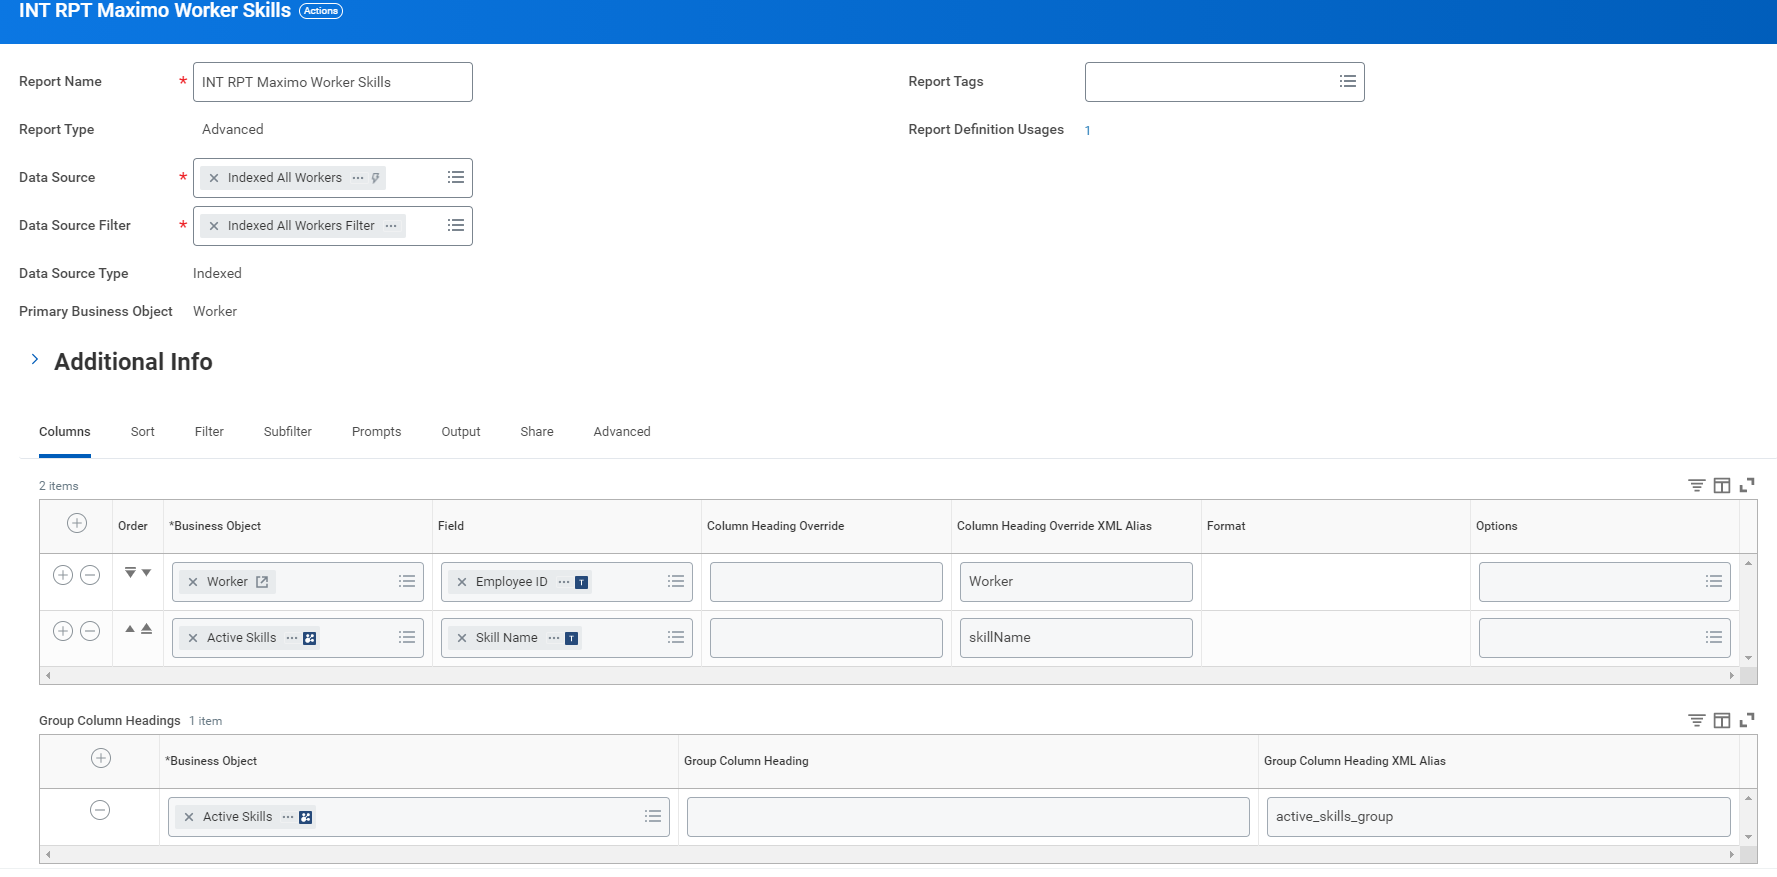 INT RPT Maximo Worker Skills Actions
Report Name * INT RPT Maximo Worker Skills Report Tags
Report Type Advanced Report Definition Usages 1
Data Source * Indexed All Workers
Data Source Filter * Indexed All Workers Filter
Data Source Type Indexed
Primary Business Object Worker
Additional Info
Columns Sort Filter Subfilter Prompts Output Share Advanced
2 items
Order *Business Object Field Column Heading Override Column Heading Override XML Alias Format Options
Worker Employee ID T Worker
Active Skills Skill Name T skillName
Group Column Headings 1 item
*Business Object Group Column Heading Group Column Heading XML Alias
Active Skills active_skills_group